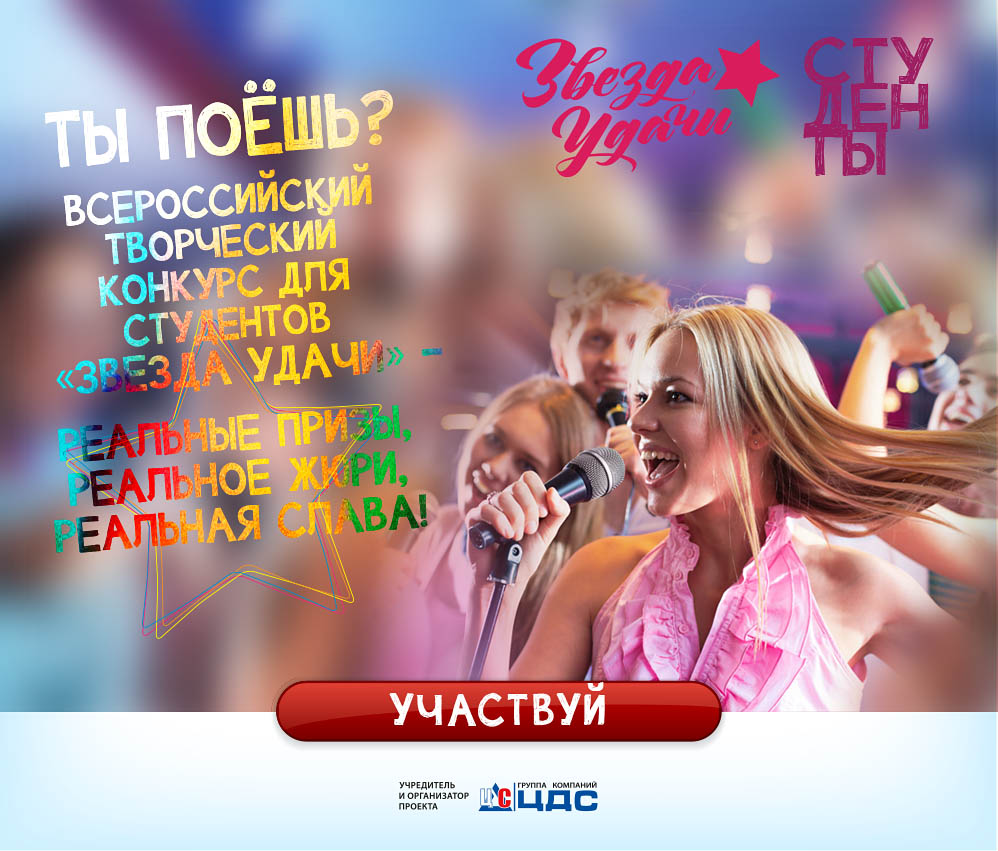 Звезда
Удачи
СТУ
ДЕН
ТЫ
ТЫ ПОЁШЬ?
ВСЕРОССИЙСКИЙ
ТВОРЧЕСКИЙ
КОНКУРС ДЛЯ
СТУДЕНТОВ
«ЗВЕЗДА УДАЧИ» –
РЕАЛЬНЫЕ ПРИЗЫ,
РЕАЛЬНОЕ ЖЮРИ,
РЕАЛЬНАЯ СЛАВА!
УЧАСТВУЙ
УЧРЕДИТЕЛЬ
И ОРГАНИЗАТОР
ПРОЕКТА
ЦДС
ГРУППА КОМПАНИЙ
ЦДС